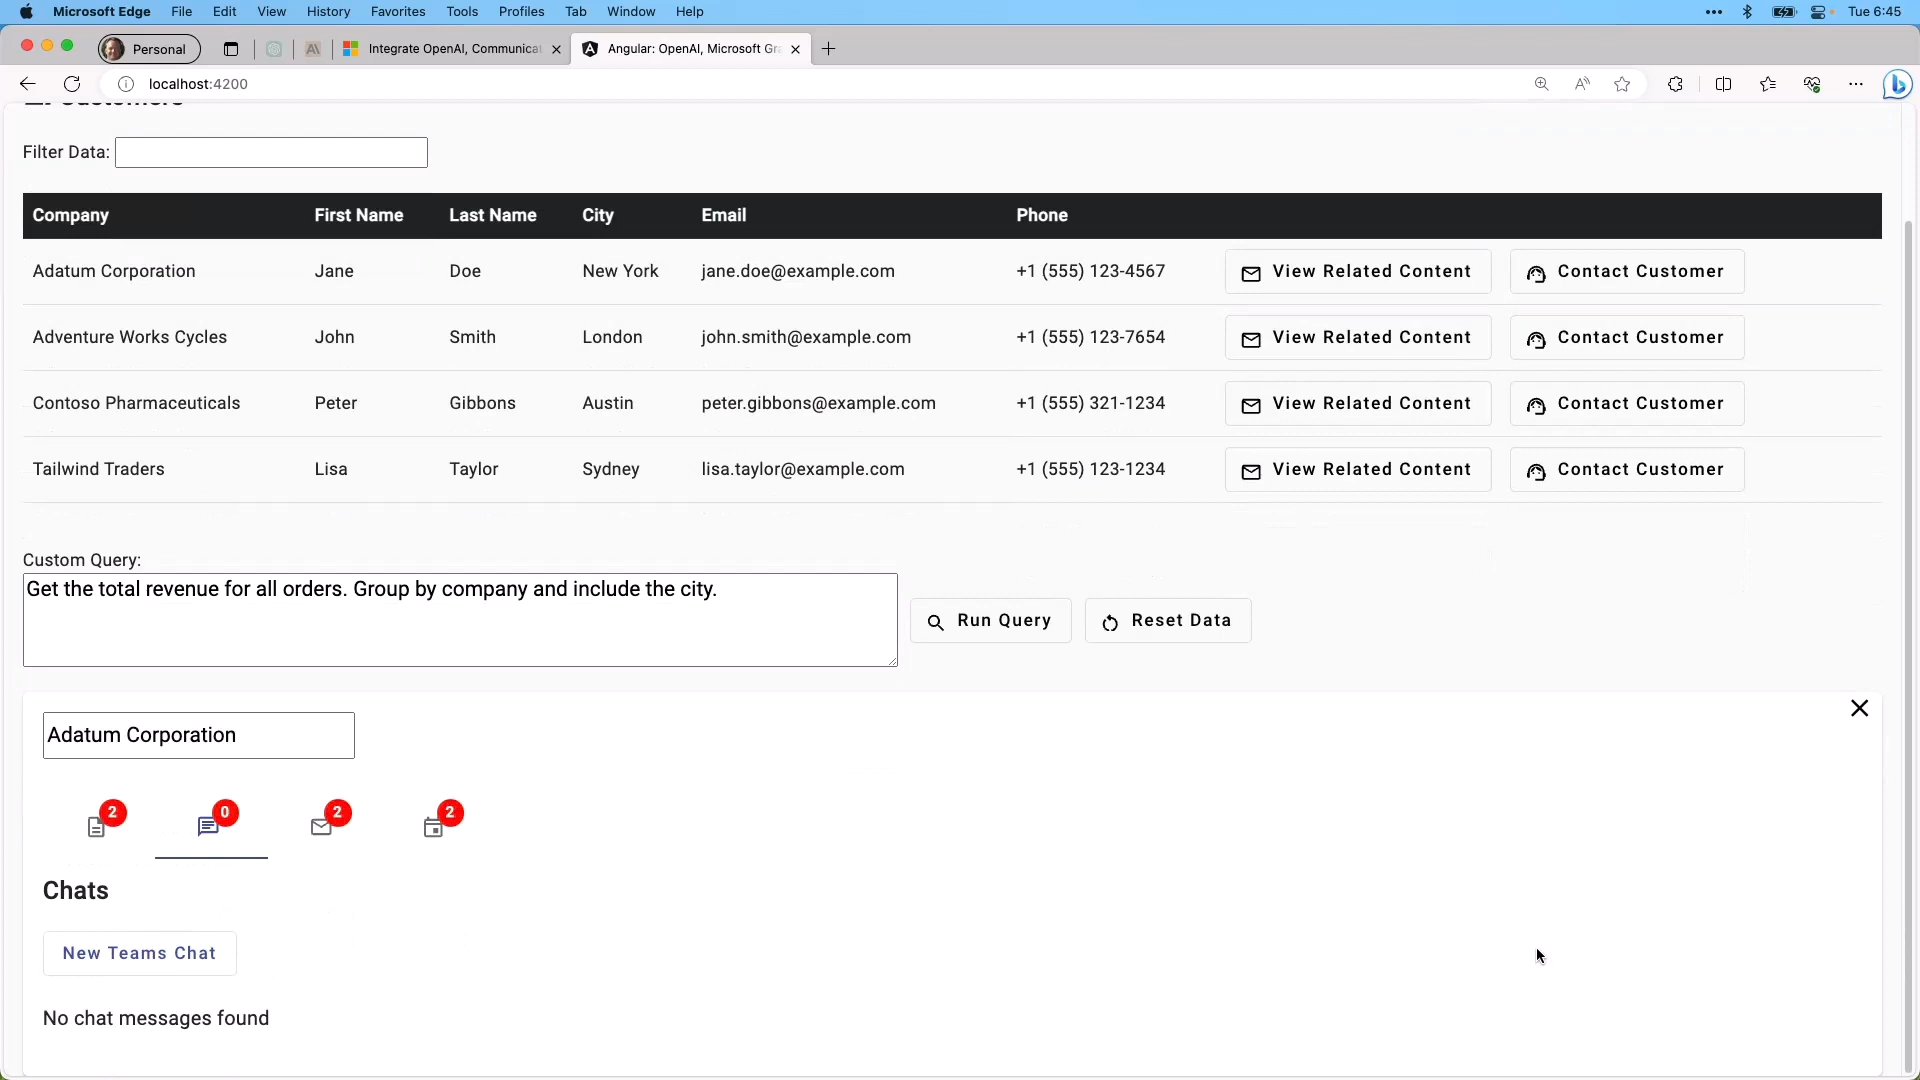 Microsoft Edge File Edit View History Favorites Tools Profiles Tab Window Help Tue 6:45
Personal Integrate OpenAI, Communicat Angular: OpenAI, Microsoft Gra
localhost:4200
Customers
Filter Data:
Company First Name Last Name City Email Phone
Adatum Corporation Jane Doe New York jane.doe@example.com +1 (555) 123-4567 View Related Content Contact Customer
Adventure Works Cycles John Smith London john.smith@example.com +1 (555) 123-7654 View Related Content Contact Customer
Contoso Pharmaceuticals Peter Gibbons Austin peter.gibbons@example.com +1 (555) 321-1234 View Related Content Contact Customer
Tailwind Traders Lisa Taylor Sydney lisa.taylor@example.com +1 (555) 123-1234 View Related Content Contact Customer
Custom Query:
Get the total revenue for all orders. Group by company and include the city.
Run Query Reset Data
Adatum Corporation
2 0 2 2
Chats
New Teams Chat
No chat messages found